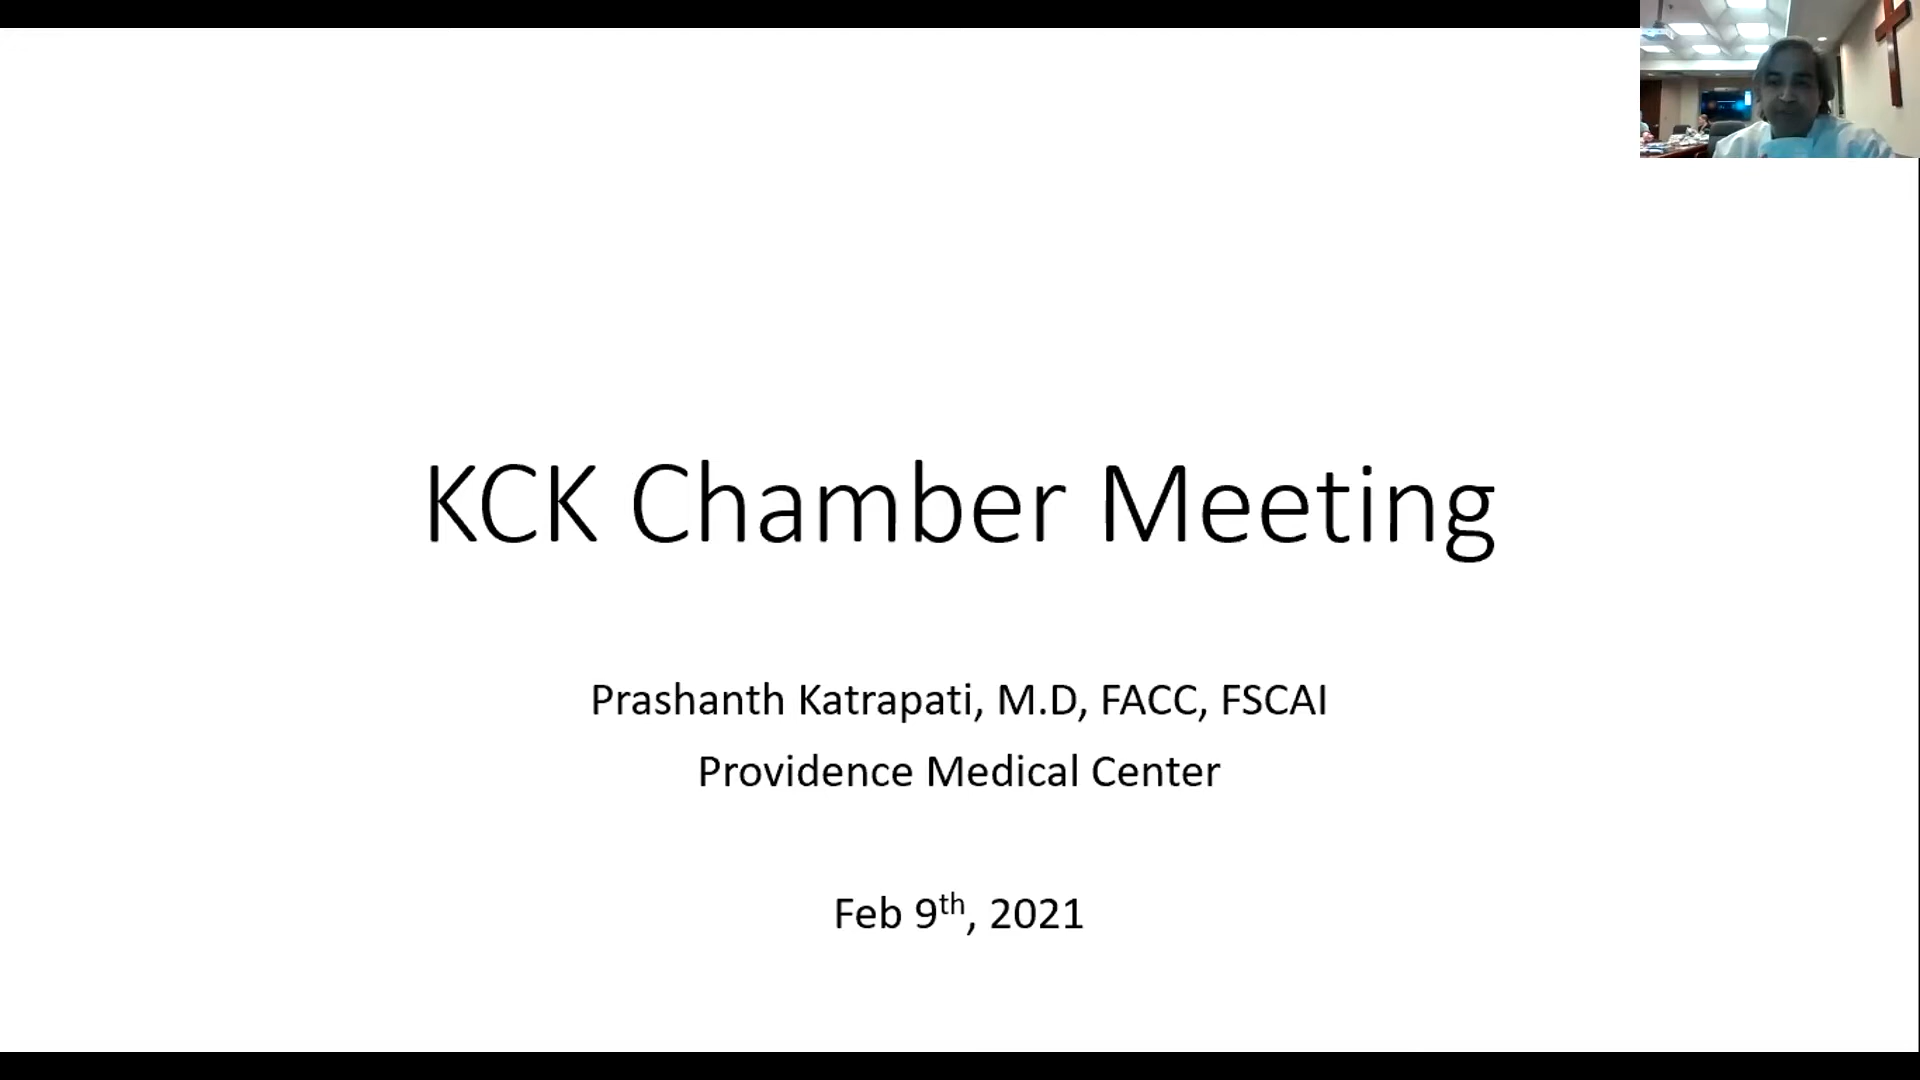 KCK Chamber Meeting
Prashanth Katrapati, M.D, FACC, FSCAI
Providence Medical Center
Feb 9th, 2021